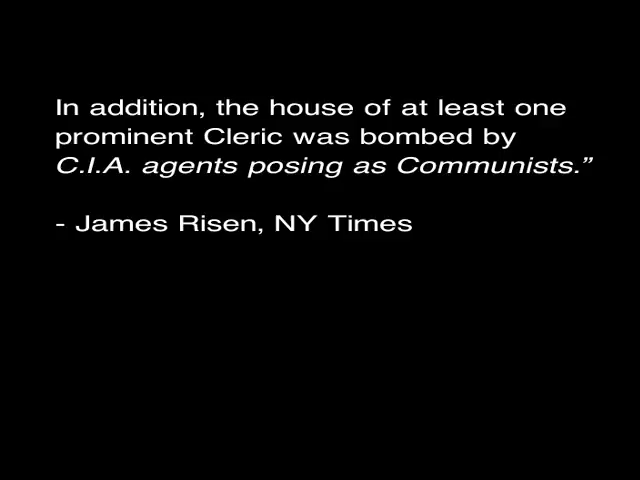 In addition, the house of at least one
prominent Cleric was bombed by
C.I.A. agents posing as Communists.”
- James Risen, NY Times